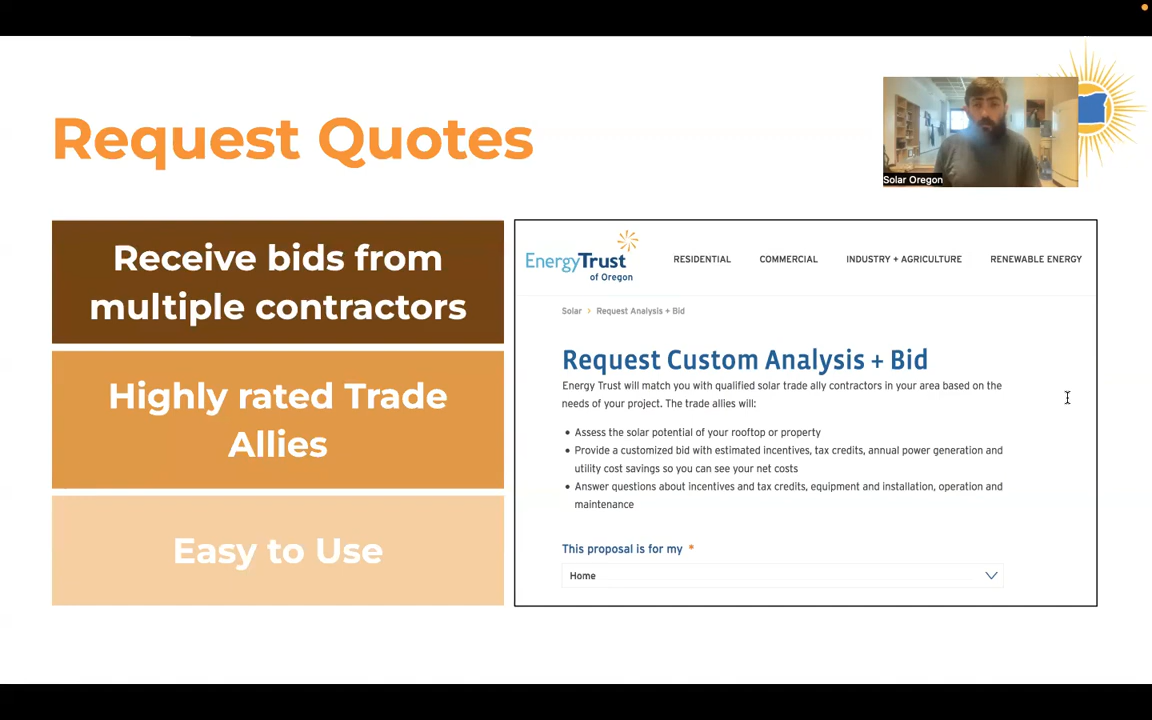 Request Quotes
Solar Oregon
Receive bids from
multiple contractors
Highly rated Trade
Allies
Easy to Use
EnergyTrust
of Oregon
RESIDENTIAL
COMMERCIAL
INDUSTRY + AGRICULTURE
RENEWABLE ENERGY
Solar > Request Analysis + Bid
Request Custom Analysis + Bid
Energy Trust will match you with qualified solar trade ally contractors in your area based on the
needs of your project. The trade allies will:
• Assess the solar potential of your rooftop or property
• Provide a customized bid with estimated incentives, tax credits, annual power generation and
utility cost savings so you can see your net costs
• Answer questions about incentives and tax credits, equipment and installation, operation and
maintenance
This proposal is for my *
Home